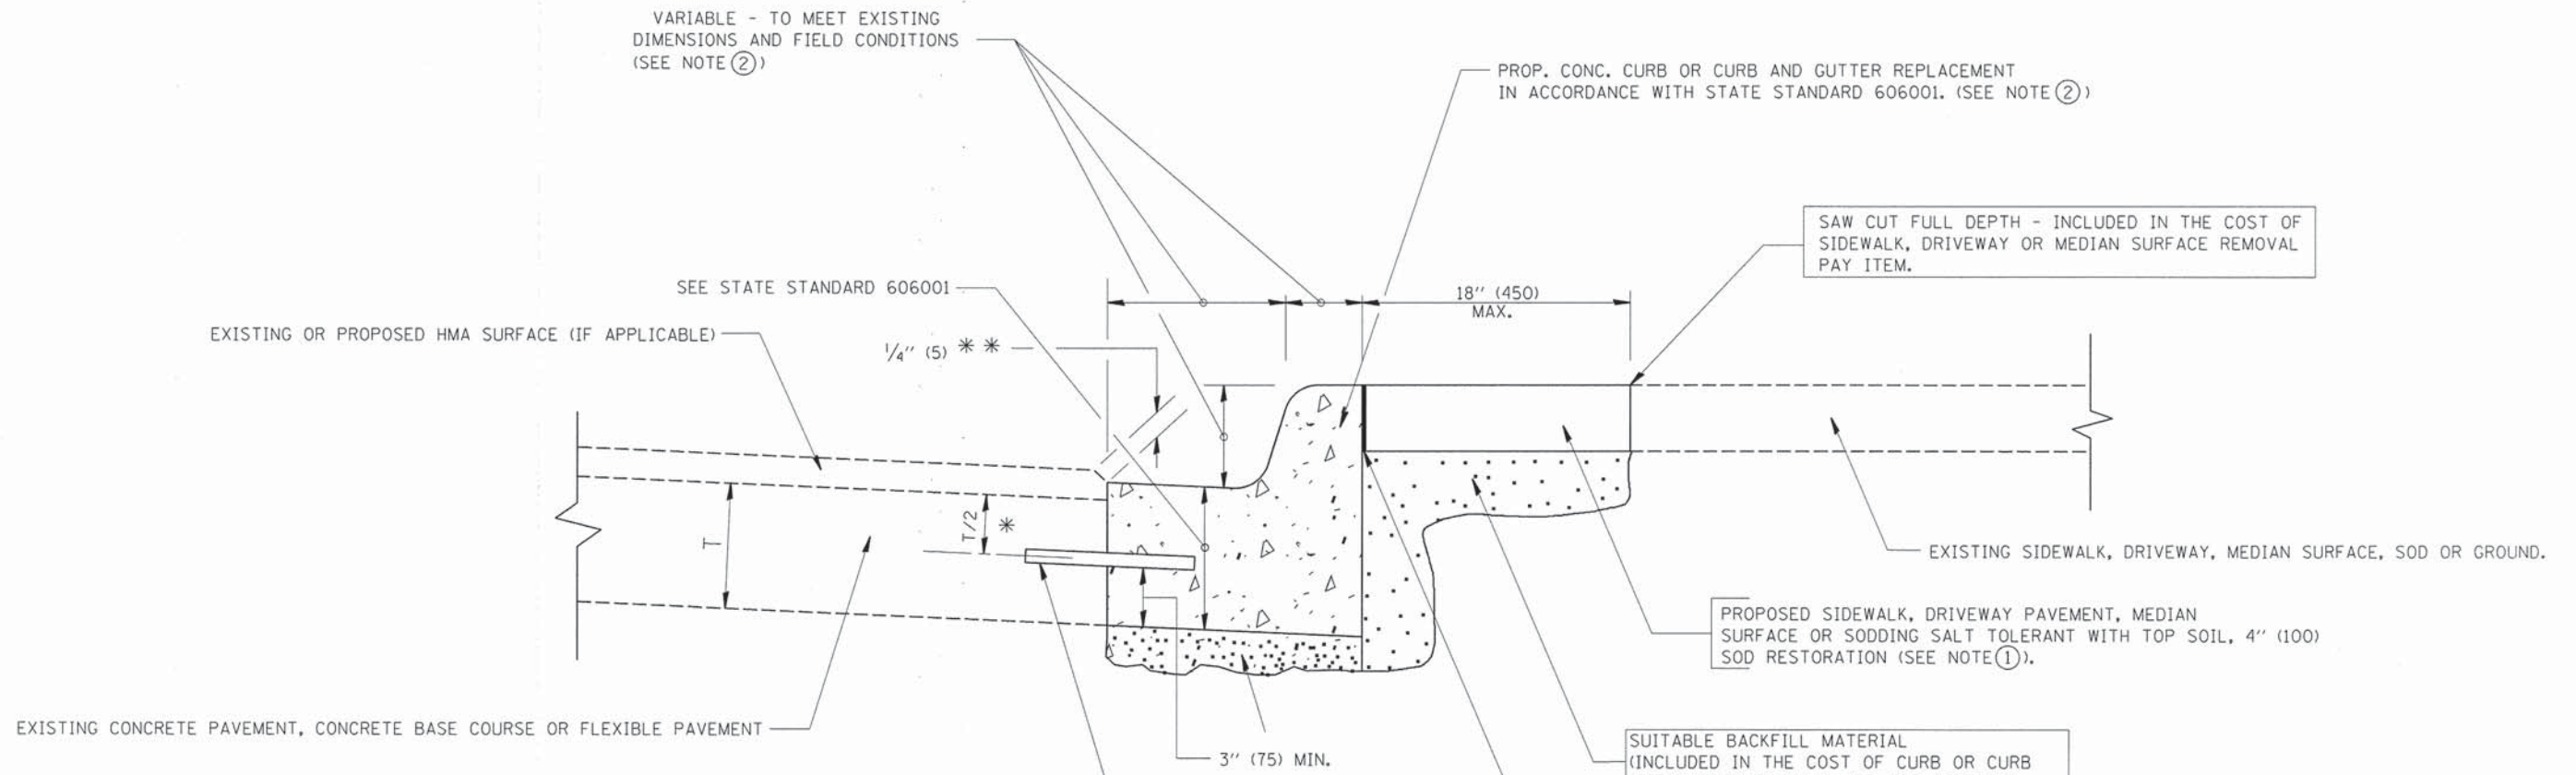 VARIABLE - TO MEET EXISTING
DIMENSIONS AND FIELD CONDITIONS
(SEE NOTE ②)
PROP. CONC. CURB OR CURB AND GUTTER REPLACEMENT
IN ACCORDANCE WITH STATE STANDARD 606001. (SEE NOTE ②)
SAW CUT FULL DEPTH - INCLUDED IN THE COST OF
SIDEWALK, DRIVEWAY OR MEDIAN SURFACE REMOVAL
PAY ITEM.
SEE STATE STANDARD 606001
18" (450)
MAX.
EXISTING OR PROPOSED HMA SURFACE (IF APPLICABLE)
1/4" (5) * *
T
T/2 *
EXISTING SIDEWALK, DRIVEWAY, MEDIAN SURFACE, SOD OR GROUND.
PROPOSED SIDEWALK, DRIVEWAY PAVEMENT, MEDIAN
SURFACE OR SODDING SALT TOLERANT WITH TOP SOIL, 4" (100)
SOD RESTORATION (SEE NOTE ①).
EXISTING CONCRETE PAVEMENT, CONCRETE BASE COURSE OR FLEXIBLE PAVEMENT
3" (75) MIN.
SUITABLE BACKFILL MATERIAL
(INCLUDED IN THE COST OF CURB OR CURB